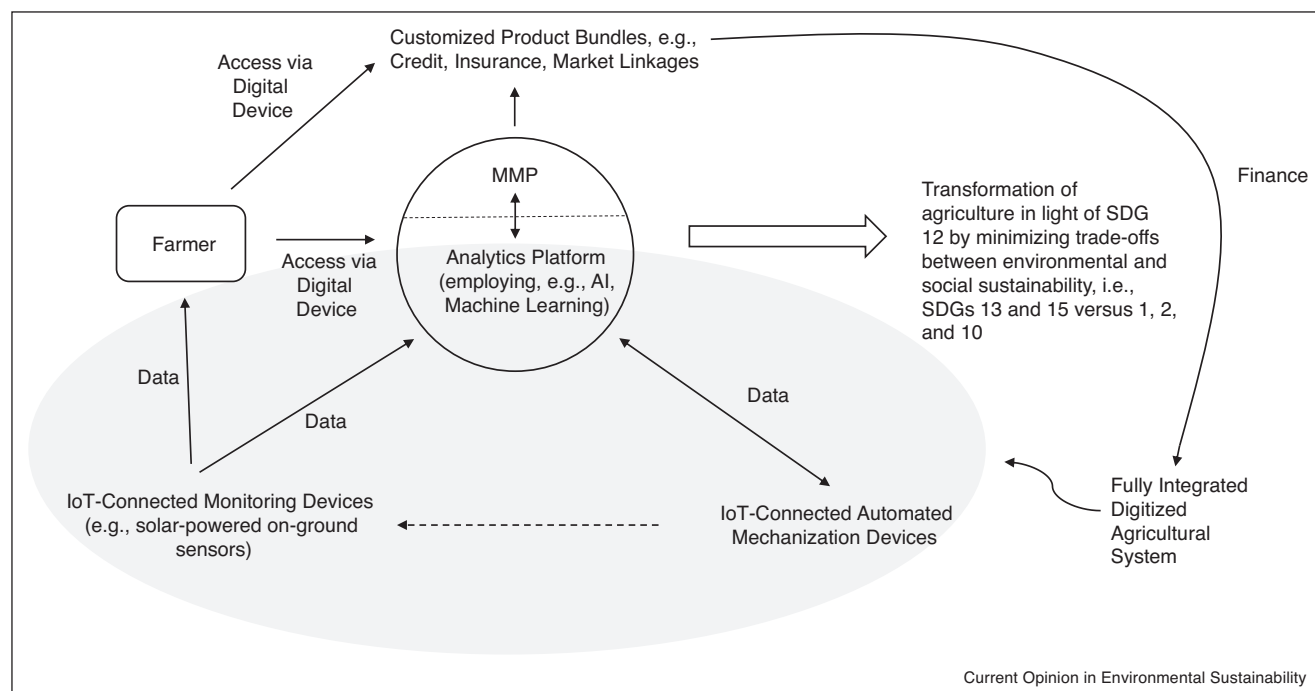 Customized Product Bundles, e.g.,
Credit, Insurance, Market Linkages
Access via
Digital
Device
MMP
Finance
Transformation of
agriculture in light of SDG
12 by minimizing trade-offs
between environmental and
social sustainability, i.e.,
SDGs 13 and 15 versus 1, 2,
and 10
Farmer
Access via
Digital
Device
Analytics Platform
(employing, e.g., AI,
Machine Learning)
Data
Data
Data
IoT-Connected Monitoring Devices
(e.g., solar-powered on-ground
sensors)
IoT-Connected Automated
Mechanization Devices
Fully Integrated
Digitized
Agricultural
System
Current Opinion in Environmental Sustainability